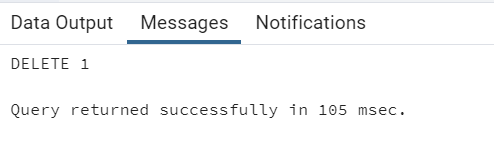 Data Output Messages Notifications
DELETE 1
Query returned successfully in 105 msec.